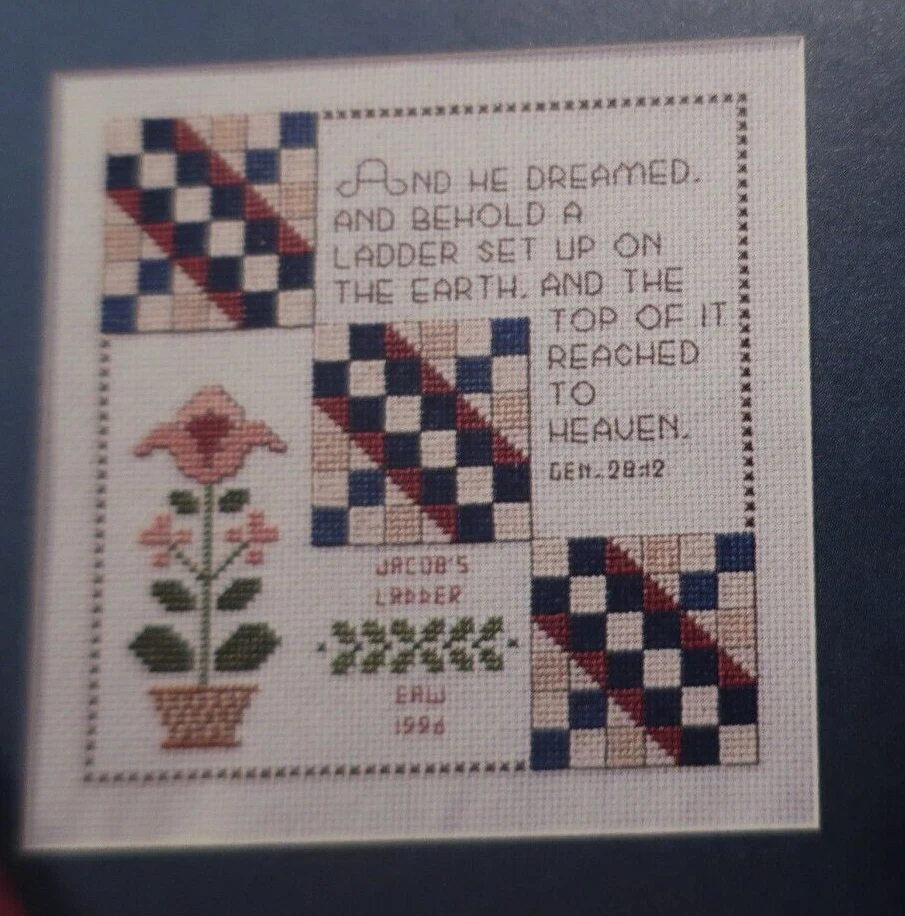 AND HE DREAMED.
AND BEHOLD A
LADDER SET UP ON
THE EARTH. AND THE
TOP OF IT
REACHED
TO
HEAVEN.
GEN. 28:12
JACOB'S
LADDER
EAW
1996